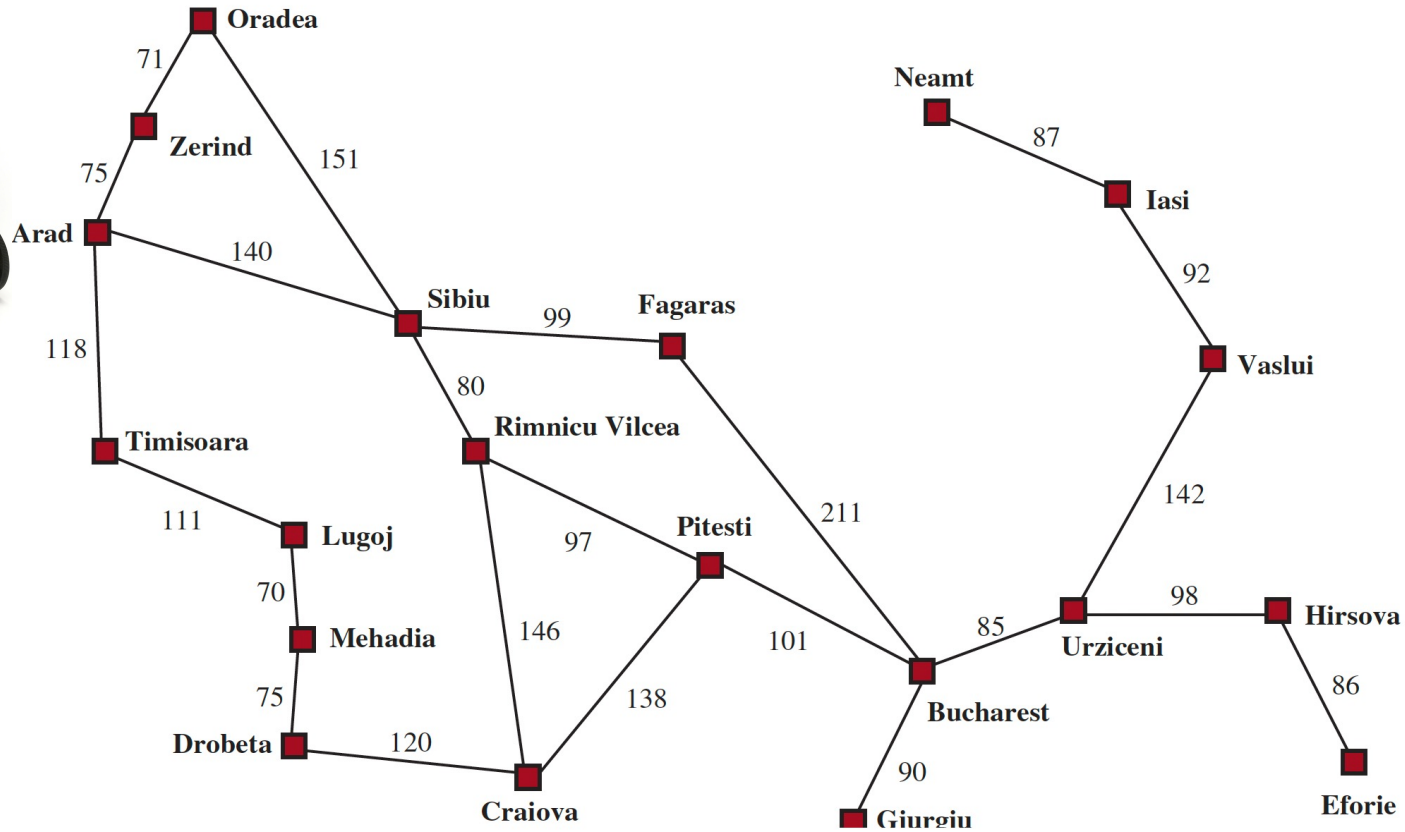 Oradea
71
Neamt
87
Zerind
151
75
Iasi
Arad
140
92
Sibiu
Fagaras
99
118
Vaslui
80
Rimnicu Vilcea
Timisoara
142
211
111
Pitesti
Lugoj
97
70
98
Hirsova
85
146
101
Mehadia
Urziceni
86
75
138
Bucharest
Drobeta
120
90
Craiova
Eforie
Giurgiu